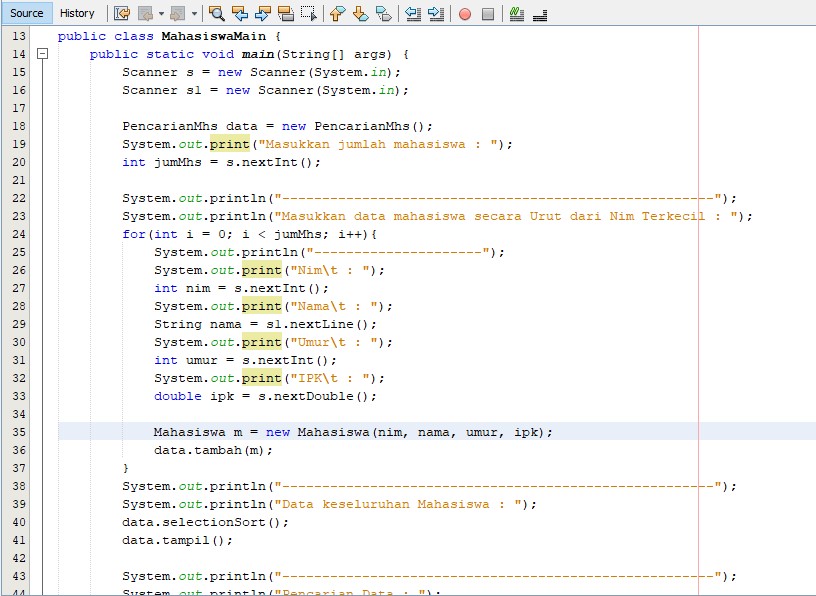 Source History
13 public class MahasiswaMain {
14 public static void main(String[] args) {
15 Scanner s = new Scanner(System.in);
16 Scanner s1 = new Scanner(System.in);
17
18 PencarianMhs data = new PencarianMhs();
19 System.out.print("Masukkan jumlah mahasiswa : ");
20 int jumMhs = s.nextInt();
21
22 System.out.println("------------------------------------------------------");
23 System.out.println("Masukkan data mahasiswa secara Urut dari Nim Terkecil : ");
24 for(int i = 0; i < jumMhs; i++){
25 System.out.println("---------------------");
26 System.out.print("Nim\t : ");
27 int nim = s.nextInt();
28 System.out.print("Nama\t : ");
29 String nama = s1.nextLine();
30 System.out.print("Umur\t : ");
31 int umur = s.nextInt();
32 System.out.print("IPK\t : ");
33 double ipk = s.nextDouble();
34
35 Mahasiswa m = new Mahasiswa(nim, nama, umur, ipk);
36 data.tambah(m);
37 }
38 System.out.println("------------------------------------------------------");
39 System.out.println("Data keseluruhan Mahasiswa : ");
40 data.selectionSort();
41 data.tampil();
42
43 System.out.println("------------------------------------------------------");
44 System.out.println("Pencarian Data : ");